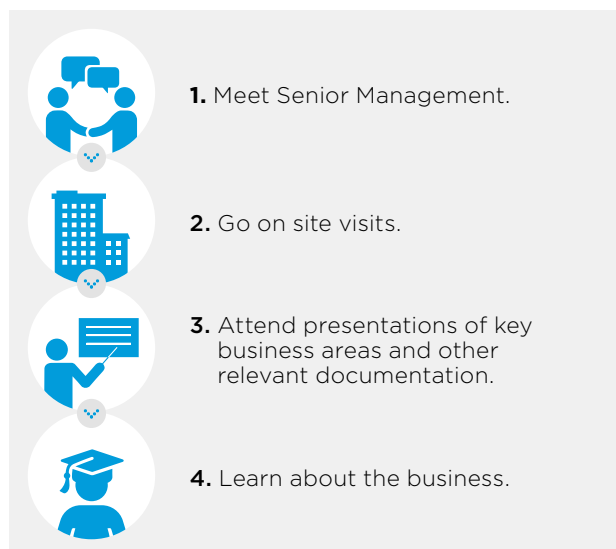 1. Meet Senior Management.
2. Go on site visits.
3. Attend presentations of key
business areas and other
relevant documentation.
4. Learn about the business.